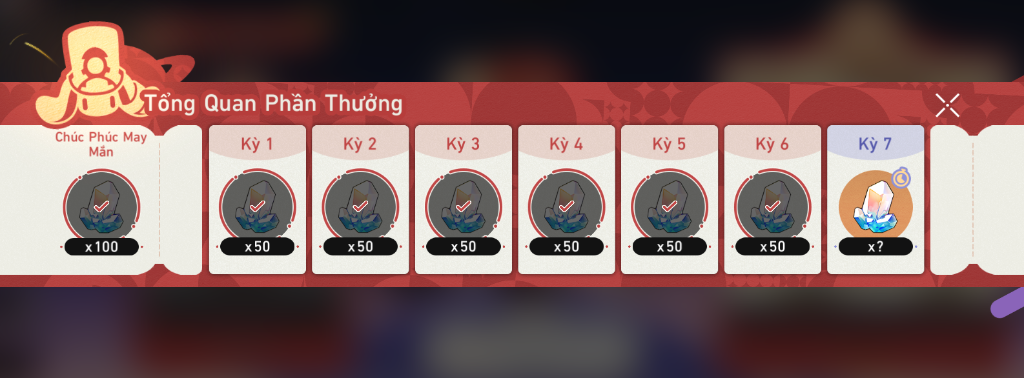 Tổng Quan Phần Thưởng
Chúc Phúc May
Mắn
x100
Kỳ 1
x50
Kỳ 2
x50
Kỳ 3
x50
Kỳ 4
x50
Kỳ 5
x50
Kỳ 6
x50
Kỳ 7
x?